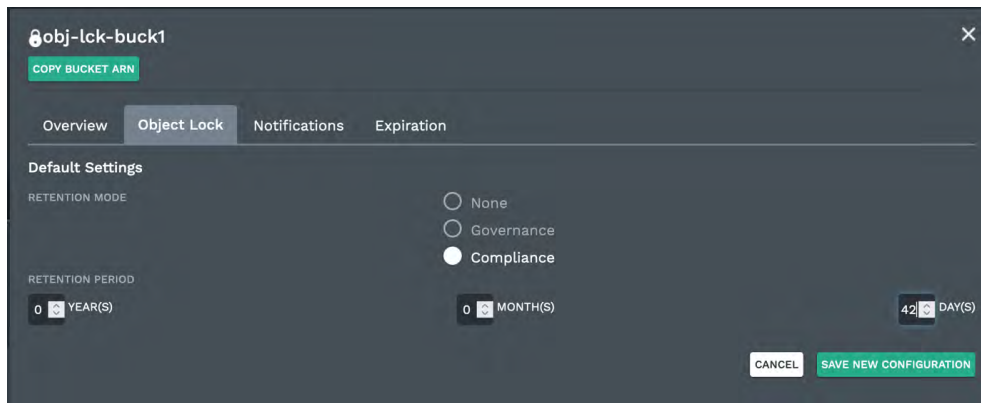 obj-lck-buck1
COPY BUCKET ARN
Overview Object Lock Notifications Expiration
Default Settings
RETENTION MODE
None
Governance
Compliance
RETENTION PERIOD
0 YEAR(S) 0 MONTH(S) 42 DAY(S)
CANCEL SAVE NEW CONFIGURATION